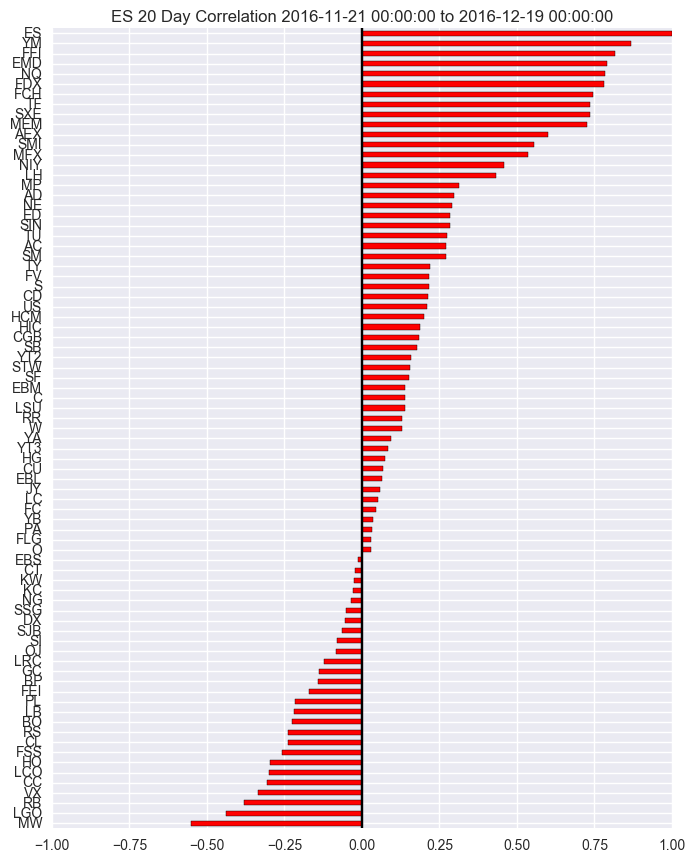 ES 20 Day Correlation 2016-11-21 00:00:00 to 2016-12-19 00:00:00
ES
YM
EMD
NQ
FDX
FCH
TF
SXE
MEM
AEX
SMI
MFX
NIY
LH
MP
AD
NE
ED
SIN
TU
AC
SM
TY
FV
S
CD
US
HCM
HIC
CGB
SB
YT2
STW
SF
EBM
C
LSU
RR
W
YA
YT3
HG
CU
EBL
JY
LC
FC
YB
PA
FLG
O
EBS
CT
KW
KC
NG
SSG
DX
SJB
SI
OJ
LRC
GC
BP
FEI
PL
LB
BO
RS
CL
FSS
HO
LCO
CC
VX
RB
LGO
MW
−1.00 −0.75 −0.50 −0.25 0.00 0.25 0.50 0.75 1.00